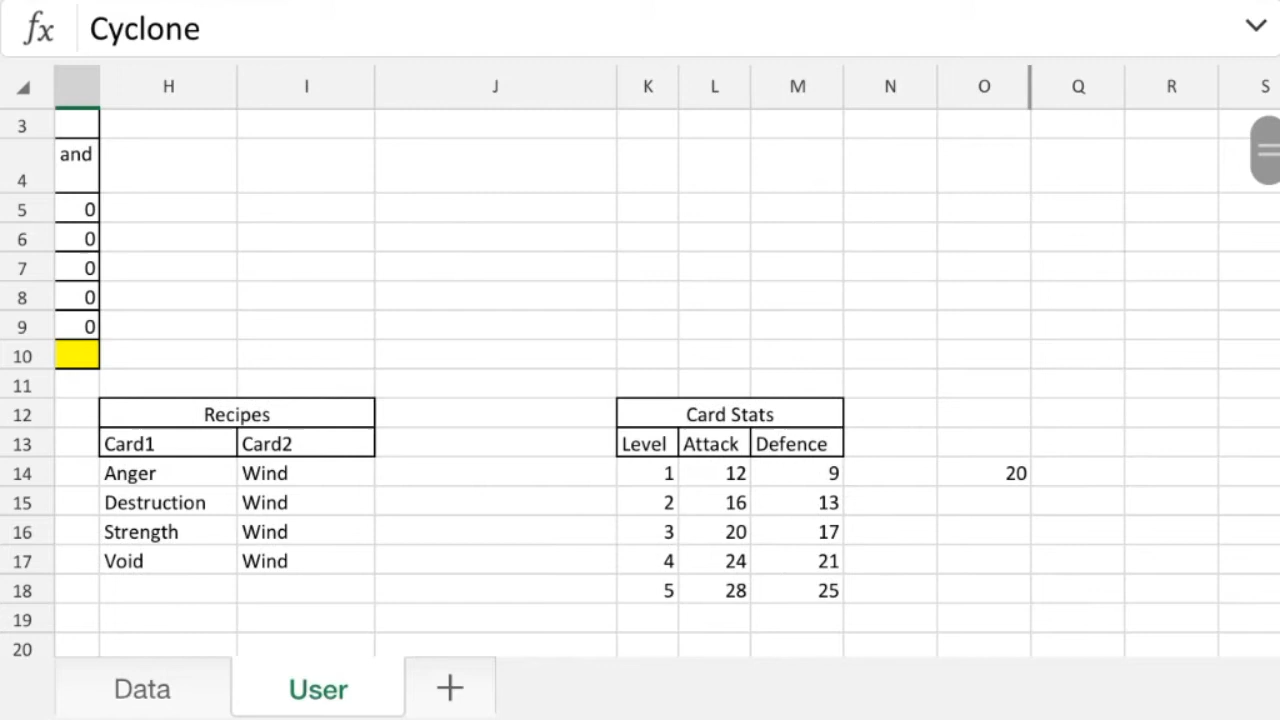 fx Cyclone
H I J K L M N O Q R S
3
and
4
5 0
6 0
7 0
8 0
9 0
10
11
12 Recipes Card Stats
13 Card1 Card2 Level Attack Defence
14 Anger Wind 1 12 9 20
15 Destruction Wind 2 16 13
16 Strength Wind 3 20 17
17 Void Wind 4 24 21
18 5 28 25
19
20
Data User +